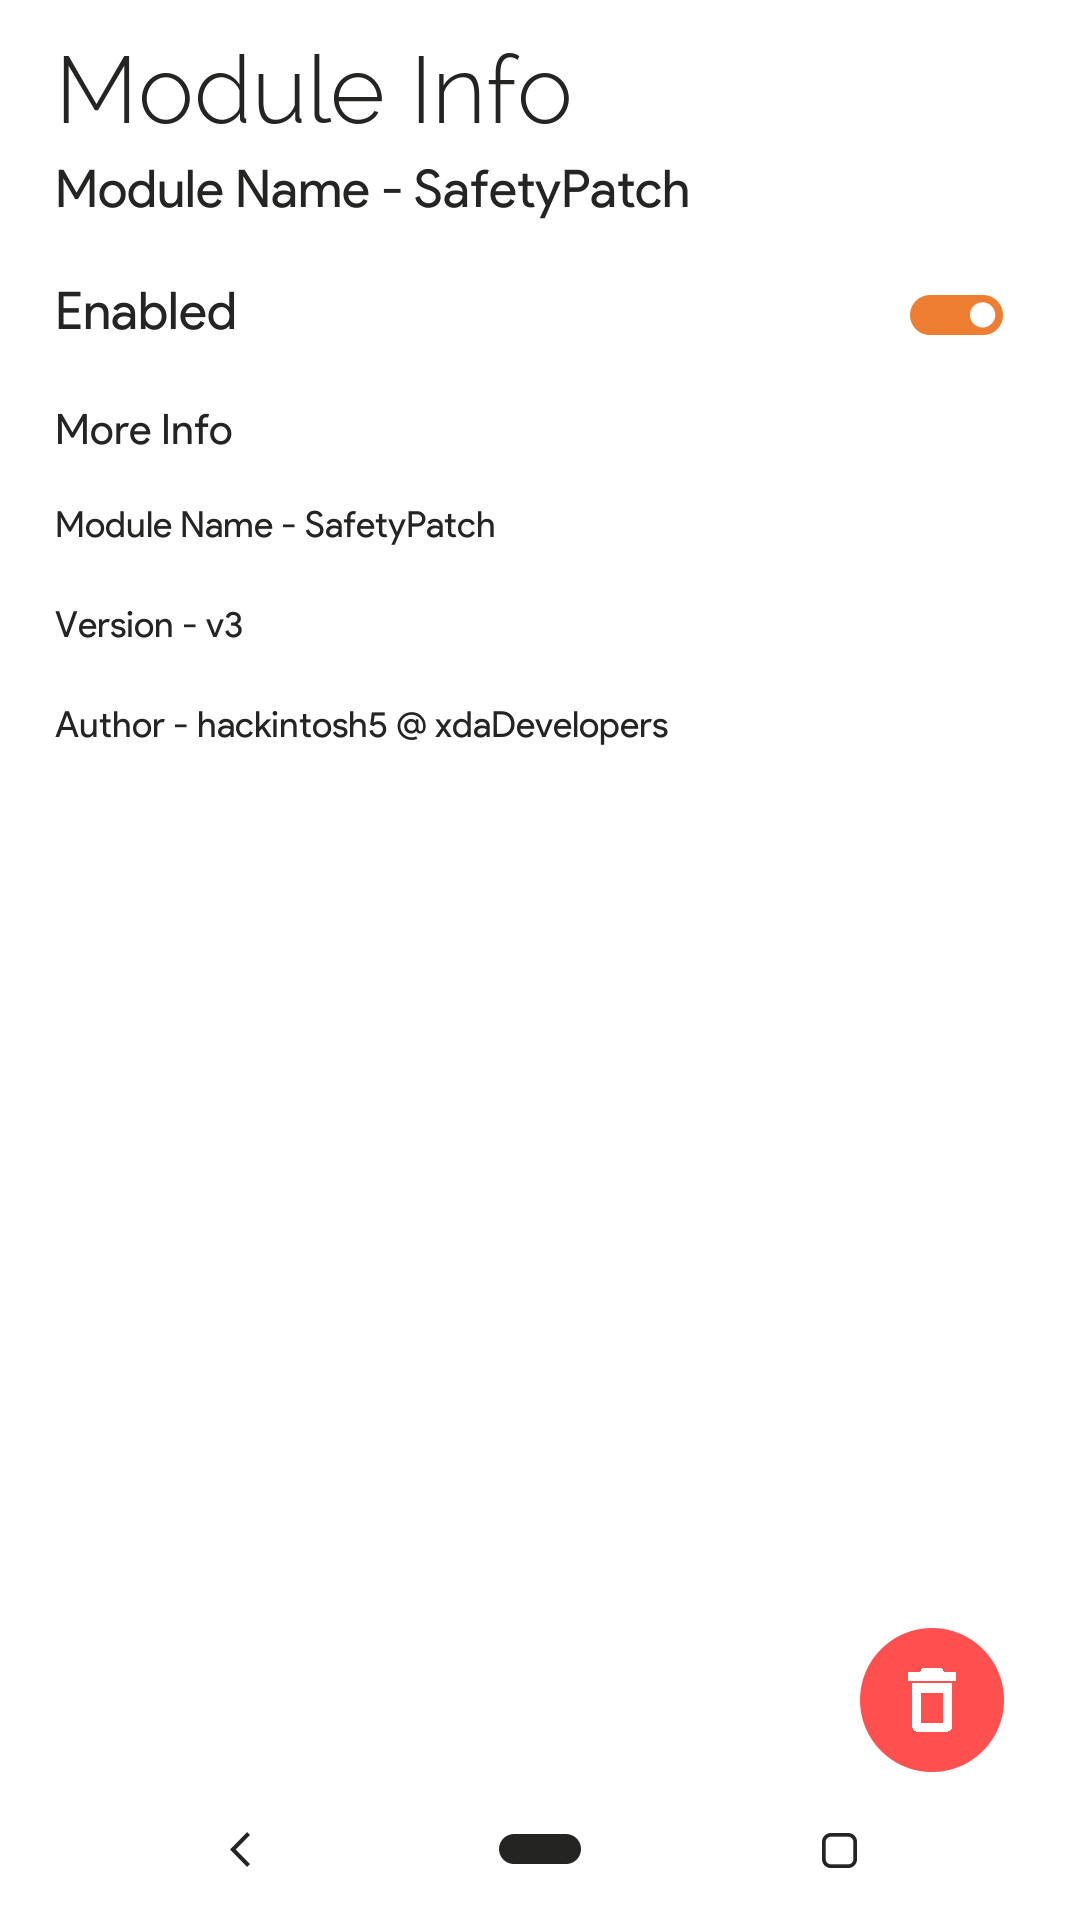 Module Info
Module Name - SafetyPatch
Enabled
More Info
Module Name - SafetyPatch
Version - v3
Author - hackintosh5 @ xdaDevelopers